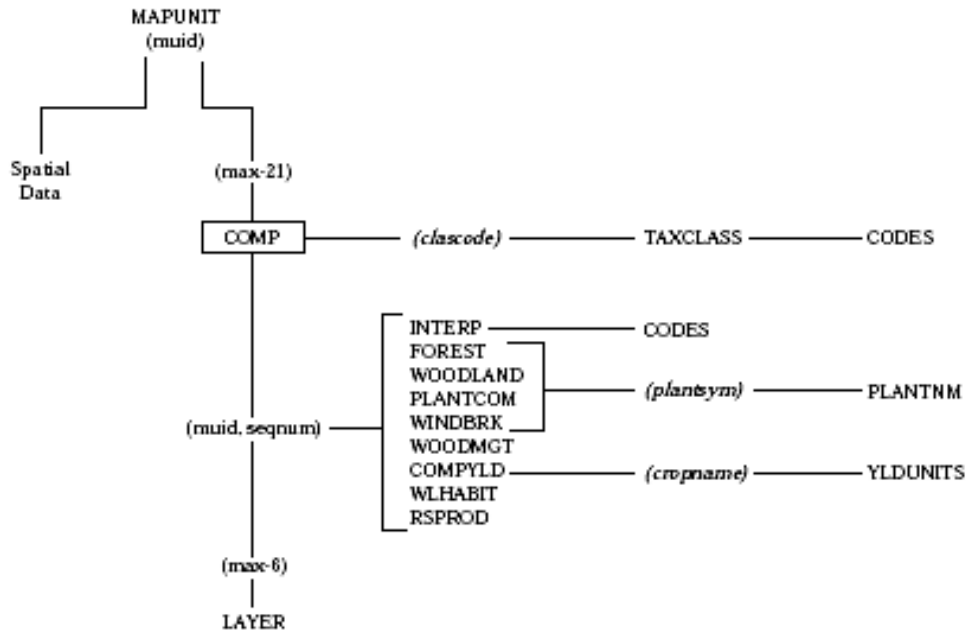 MAPUNIT
(muid)
Spatial
Data
(max-21)
COMP
(clascode)
TAXCLASS
CODES
INTERP
CODES
FOREST
WOODLAND
PLANTCOM
WINDBRK
WOODMGT
COMPYLD
WLHABIT
RSPROD
(plantsym)
PLANTNM
(muid, seqnum)
(cropname)
YLDUNITS
(max-6)
LAYER